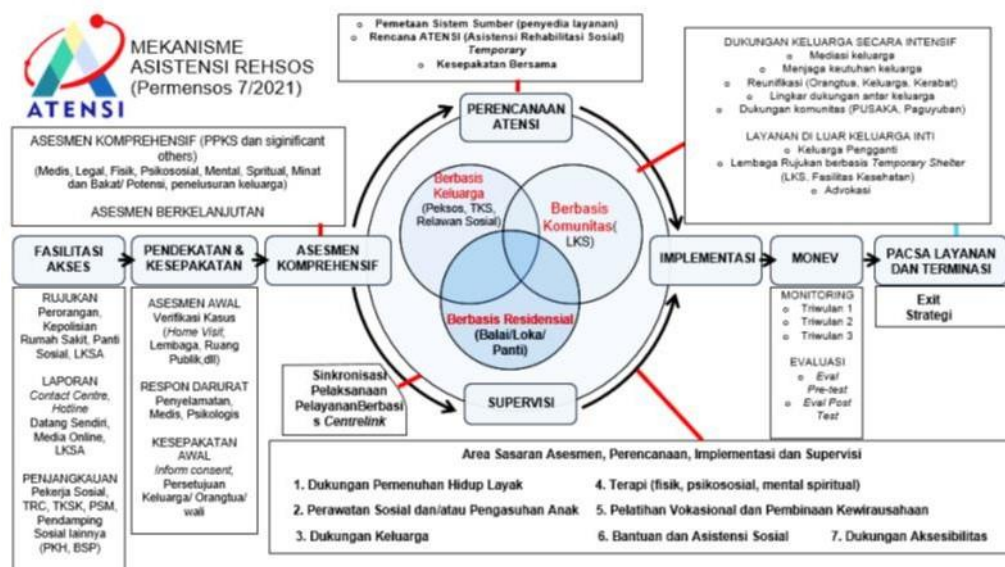 ATENSI
MEKANISME
ASISTENSI REHSOS
(Permensos 7/2021)
Pemetaan Sistem Sumber (penyedia layanan)
Rencana ATENSI (Asistensi Rehabilitasi Sosial)
Temporary
Kesepakatan Bersama
DUKUNGAN KELUARGA SECARA INTENSIF
Mediasi keluarga
Menjaga keutuhan keluarga
Reunifikasi (Orangtua, Keluarga, Kerabat)
Lingkar dukungan antar keluarga
Dukungan komunitas (PUSAKA, Paguyuban)
LAYANAN DI LUAR KELUARGA INTI
Keluarga Pengganti
Lembaga Rujukan berbasis Temporary Shelter
(LKS, Fasilitas Kesehatan)
Advokasi
ASESMEN KOMPREHENSIF (PPKS dan siginificant
others)
(Medis, Legal, Fisik, Psikososial, Mental, Spritual, Minat
dan Bakat/ Potensi, penelusuran keluarga)
ASESMEN BERKELANJUTAN
PERENCANAAN
ATENSI
Berbasis
Keluarga
(Peksos, TKS,
Relawan Sosial)
Berbasis
Komunitas(
LKS)
Berbasis Residensial
(Balai/Loka/
Panti)
FASILITASI
AKSES
PENDEKATAN &
KESEPAKATAN
ASESMEN
KOMPREHENSIF
IMPLEMENTASI
MONEV
PACSA LAYANAN
DAN TERMINASI
RUJUKAN
Perorangan,
Kepolisian
Rumah Sakit, Panti
Sosial, LKSA
LAPORAN
Contact Centre,
Hotline
Datang Sendiri,
Media Online,
LKSA
PENJANGKAUAN
Pekerja Sosial,
TRC, TKSK, PSM,
Pendamping
Sosial lainnya
(PKH, BSP)
ASESMEN AWAL
Verifikasi Kasus
(Home Visit,
Lembaga, Ruang
Publik,dll)
RESPON DARURAT
Penyelamatan,
Medis, Psikologis
KESEPAKATAN
AWAL
Inform consent,
Persetujuan
Keluarga/ Orangtua/
wali
Sinkronisasi
Pelaksanaan
PelayananBerbasi
s Centrelink
SUPERVISI
MONITORING
Triwulan 1
Triwulan 2
Triwulan 3
EVALUASI
Eval
Pre-test
Eval Post
Test
Exit
Strategi
Area Sasaran Asesmen, Perencanaan, Implementasi dan Supervisi
1. Dukungan Pemenuhan Hidup Layak
2. Perawatan Sosial dan/atau Pengasuhan Anak
3. Dukungan Keluarga
4. Terapi (fisik, psikososial, mental spiritual)
5. Pelatihan Vokasional dan Pembinaan Kewirausahaan
6. Bantuan dan Asistensi Sosial
7. Dukungan Aksesibilitas